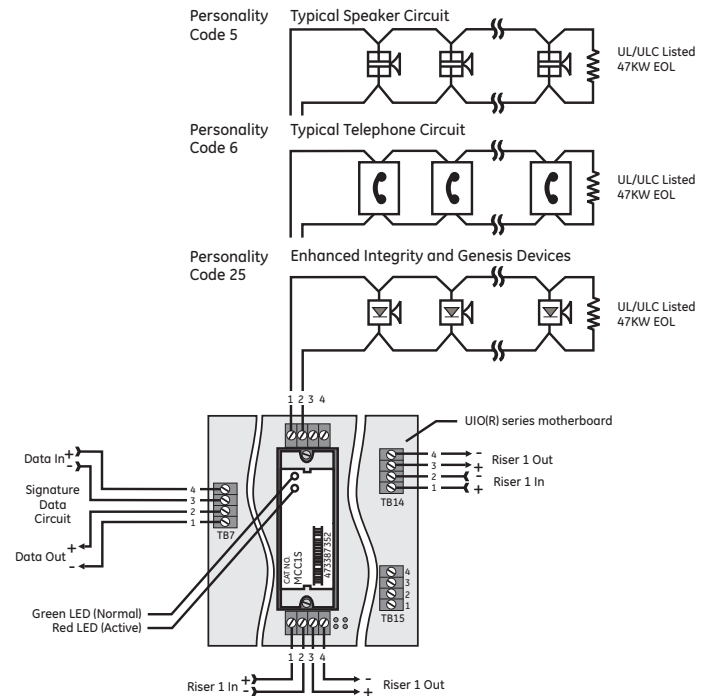 Personality Code 5
Typical Speaker Circuit
UL/ULC Listed
47KW EOL
Personality Code 6
Typical Telephone Circuit
UL/ULC Listed
47KW EOL
Personality Code 25
Enhanced Integrity and Genesis Devices
UL/ULC Listed
47KW EOL
1 2 3 4
UIO(R) series motherboard
Data In
+
-
Signature
Data
Circuit
Data Out
+
-
4
3
2
1
TB7
CAT NO.
MCC1S
473387352
4
3
2
1
TB14
-
+
-
+
Riser 1 Out
Riser 1 In
4
3
2
1
TB15
Green LED (Normal)
Red LED (Active)
1 2 3 4
Riser 1 In
+
-
-
+
Riser 1 Out